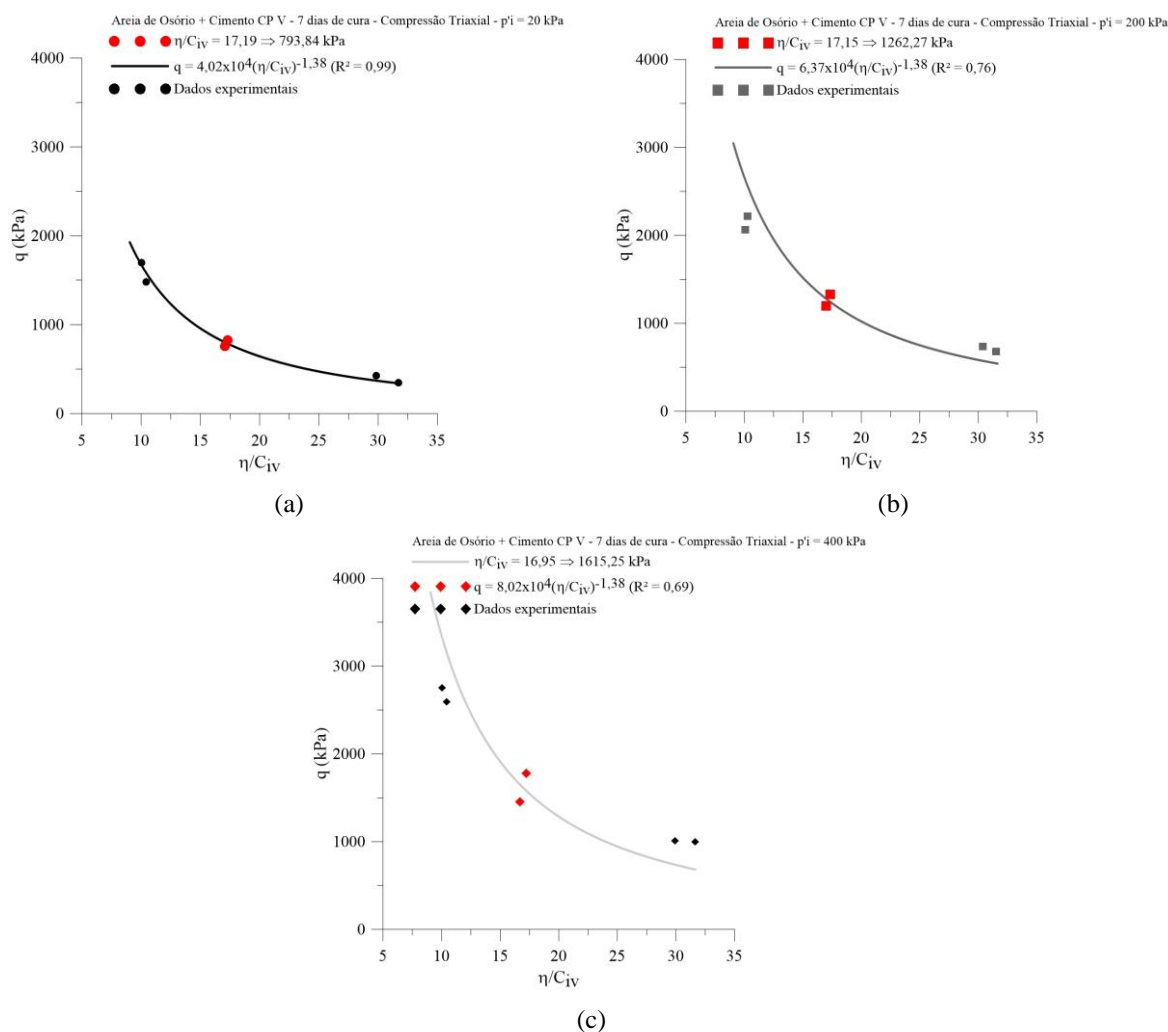 Areia de Osório + Cimento CP V - 7 dias de cura - Compressão Triaxial - p'i = 20 kPa
η/Civ = 17,19 ⇒ 793,84 kPa
q = 4,02x10⁴(η/Civ)⁻¹,³⁸ (R² = 0,99)
Dados experimentais
4000
3000
2000
1000
0
q (kPa)
5 10 15 20 25 30 35
η/Civ
(a)
Areia de Osório + Cimento CP V - 7 dias de cura - Compressão Triaxial - p'i = 200 kPa
η/Civ = 17,15 ⇒ 1262,27 kPa
q = 6,37x10⁴(η/Civ)⁻¹,³⁸ (R² = 0,76)
Dados experimentais
4000
3000
2000
1000
0
q (kPa)
5 10 15 20 25 30 35
η/Civ
(b)
Areia de Osório + Cimento CP V - 7 dias de cura - Compressão Triaxial - p'i = 400 kPa
η/Civ = 16,95 ⇒ 1615,25 kPa
q = 8,02x10⁴(η/Civ)⁻¹,³⁸ (R² = 0,69)
Dados experimentais
4000
3000
2000
1000
0
q (kPa)
5 10 15 20 25 30 35
η/Civ
(c)